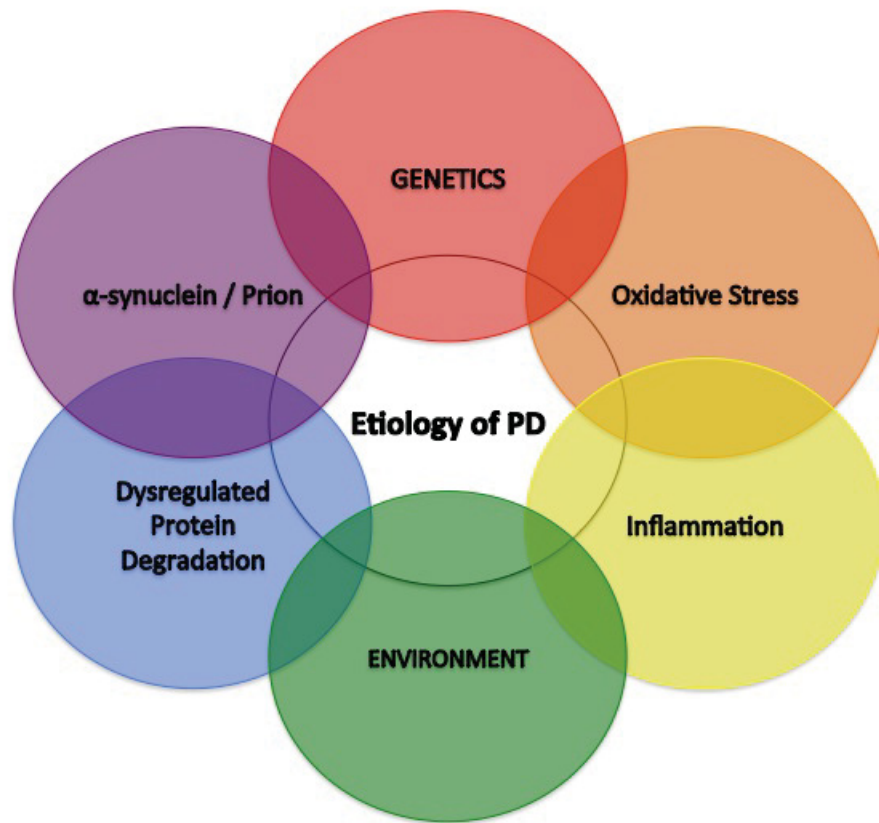 GENETICS
α-synuclein / Prion
Oxidative Stress
Etiology of PD
Dysregulated
Protein
Degradation
Inflammation
ENVIRONMENT